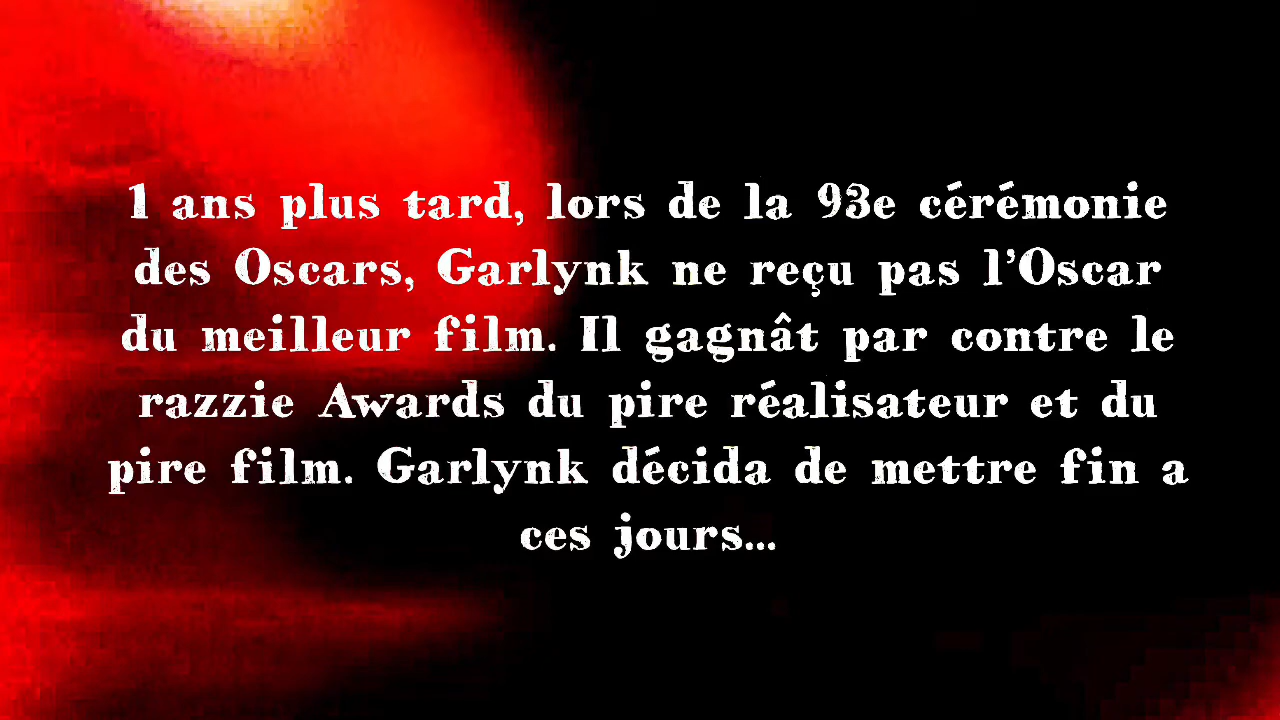 1 ans plus tard, lors de la 93e cérémonie
des Oscars, Garlynk ne reçu pas l'Oscar
du meilleur film. Il gagnât par contre le
razzie Awards du pire réalisateur et du
pire film. Garlynk décida de mettre fin a
ces jours...